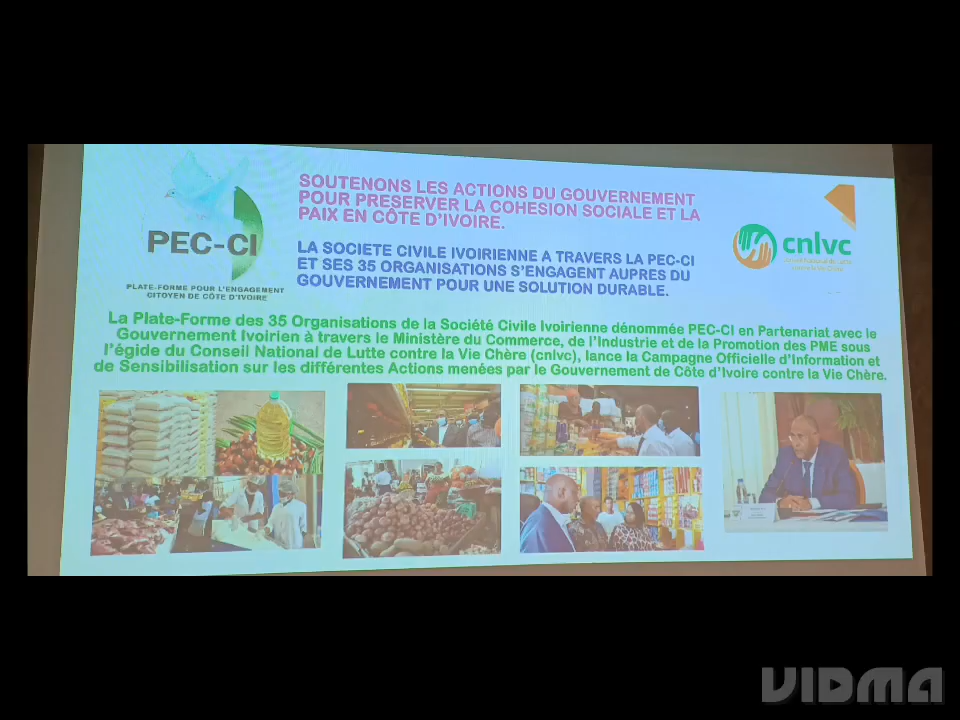 SOUTENONS LES ACTIONS DU GOUVERNEMENT
POUR PRESERVER LA COHESION SOCIALE ET LA
PAIX EN CÔTE D'IVOIRE.
PEC-CI
PLATE-FORME POUR L'ENGAGEMENT
CITOYEN DE CÔTE D'IVOIRE
LA SOCIETE CIVILE IVOIRIENNE A TRAVERS LA PEC-CI
ET SES 35 ORGANISATIONS S'ENGAGENT AUPRES DU
GOUVERNEMENT POUR UNE SOLUTION DURABLE.
cnlvc
La Plate-Forme des 35 Organisations de la Société Civile Ivoirienne dénommée PEC-CI en Partenariat avec le
Gouvernement Ivoirien à travers le Ministère du Commerce, de l'Industrie et de la Promotion des PME sous
l'égide du Conseil National de Lutte contre la Vie Chère (cnlvc), lance la Campagne Officielle d'Information et
de Sensibilisation sur les différentes Actions menées par le Gouvernement de Côte d'Ivoire contre la Vie Chère.
VIDMA